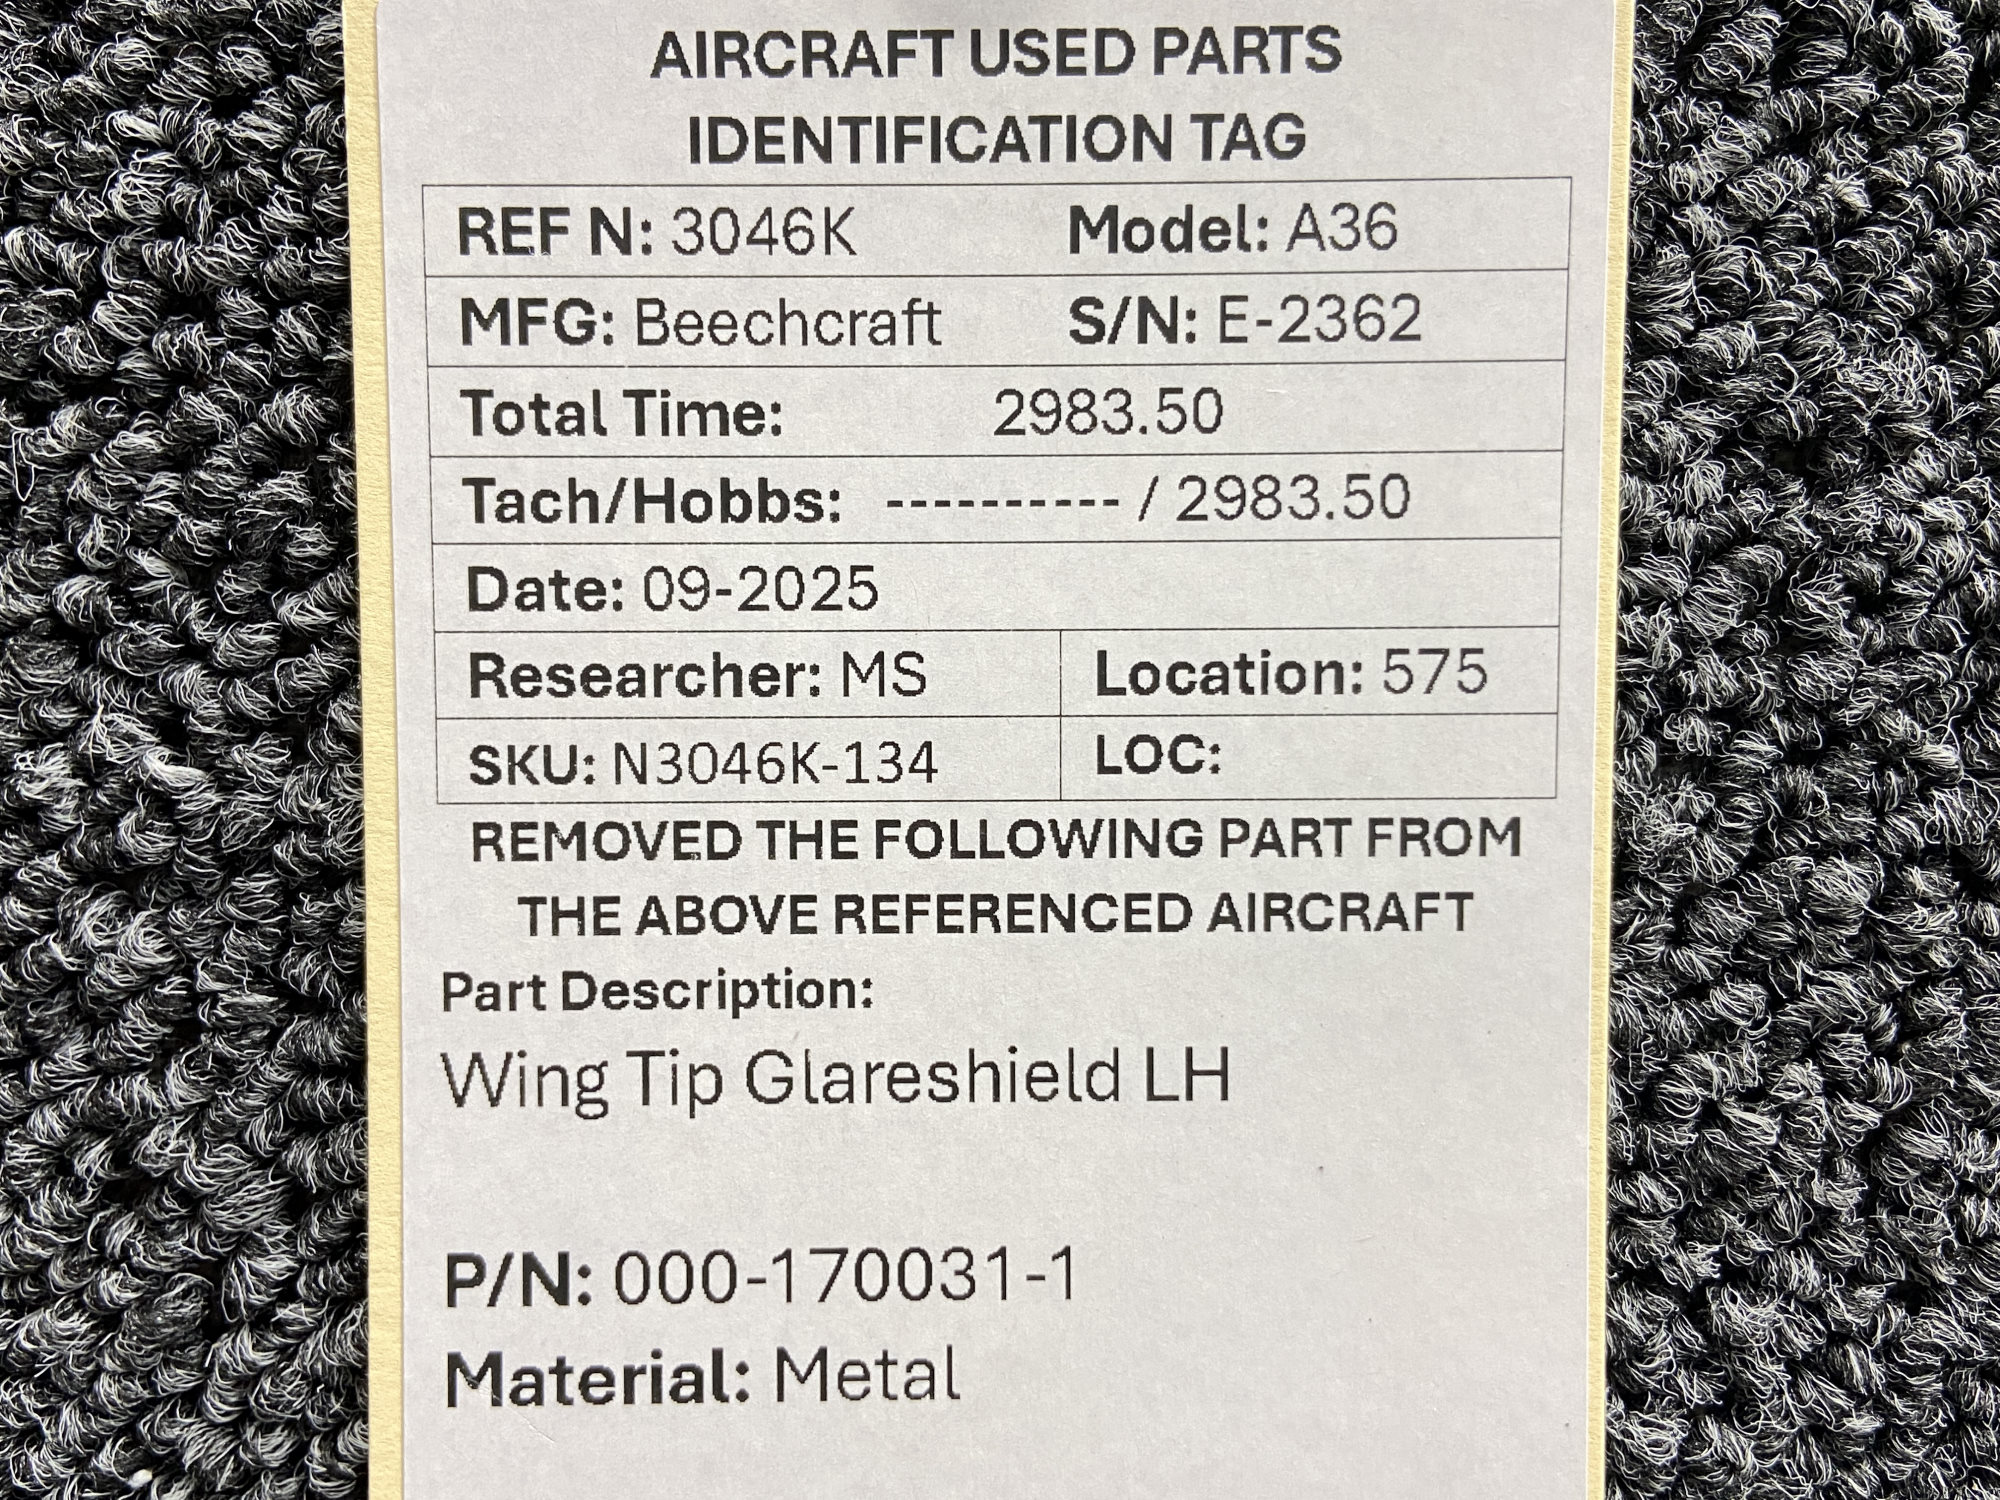 AIRCRAFT USED PARTS
IDENTIFICATION TAG
REF N: 3046K Model: A36
MFG: Beechcraft S/N: E-2362
Total Time: 2983.50
Tach/Hobbs: ---------- / 2983.50
Date: 09-2025
Researcher: MS Location: 575
SKU: N3046K-134 LOC:
REMOVED THE FOLLOWING PART FROM
THE ABOVE REFERENCED AIRCRAFT
Part Description:
Wing Tip Glareshield LH
P/N: 000-170031-1
Material: Metal